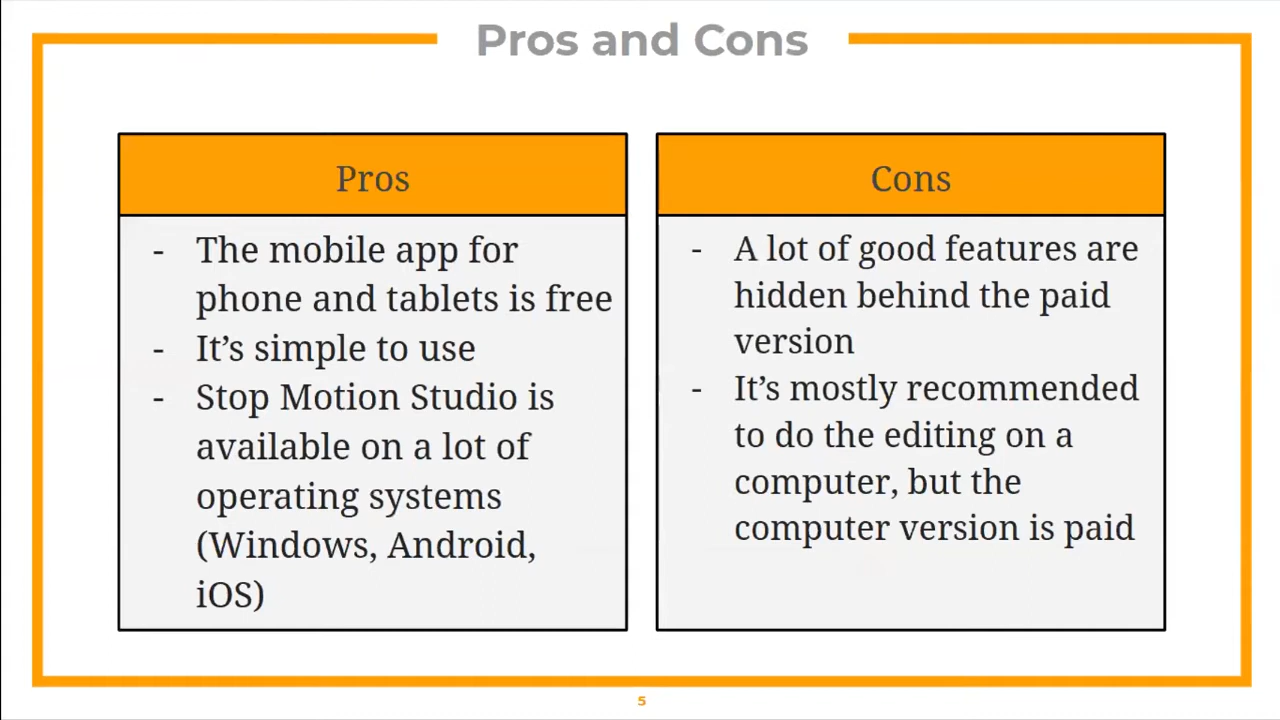 Pros and Cons
Pros
- The mobile app for
phone and tablets is free
- It’s simple to use
- Stop Motion Studio is
available on a lot of
operating systems
(Windows, Android,
iOS)
Cons
- A lot of good features are
hidden behind the paid
version
- It’s mostly recommended
to do the editing on a
computer, but the
computer version is paid
5